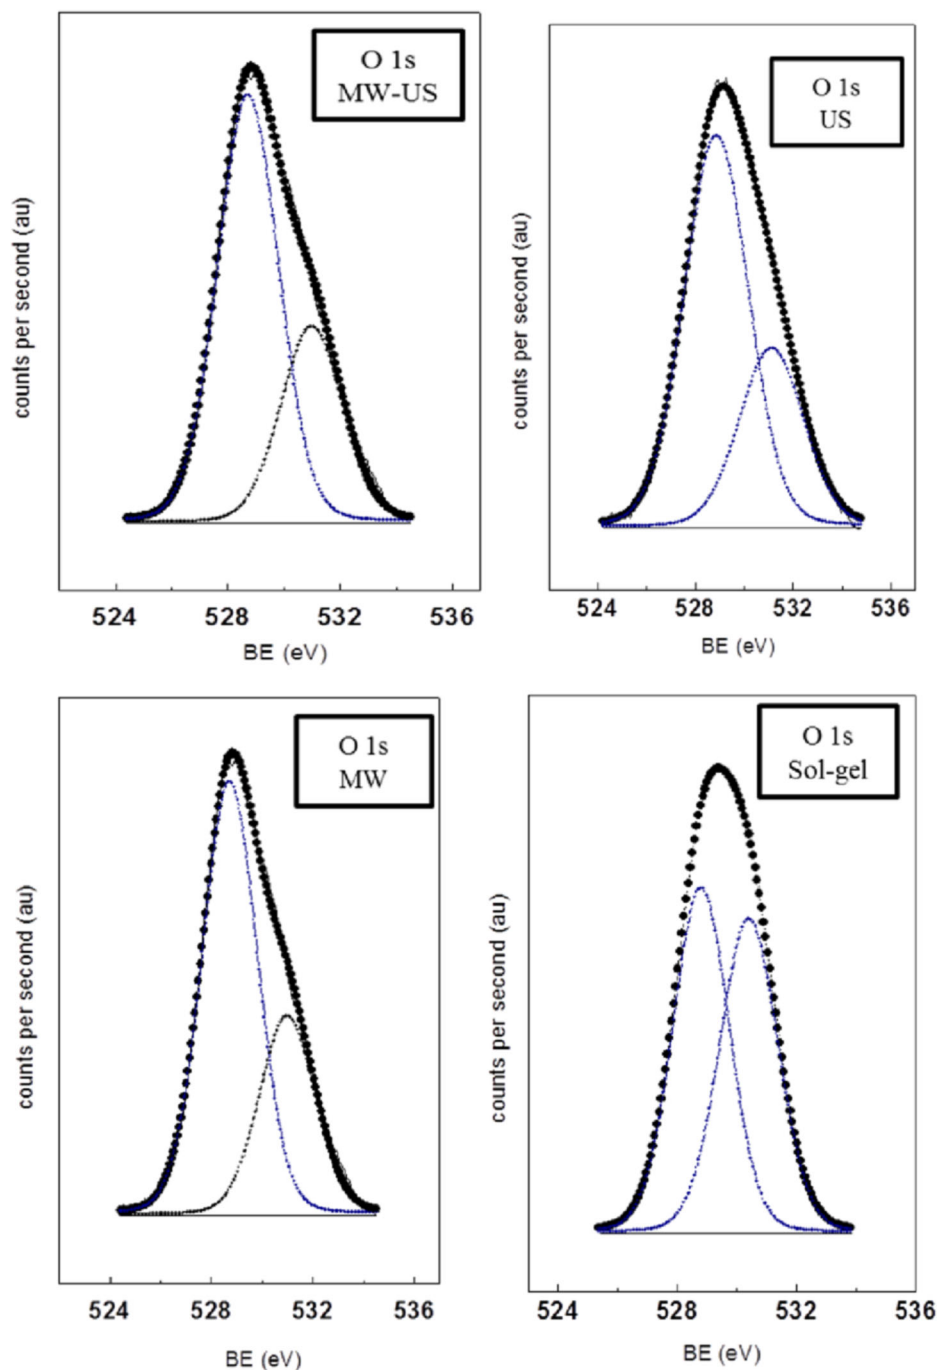 O 1s
MW-US
counts per second (au)
524 528 532 536
BE (eV)
O 1s
US
counts per second (au)
524 528 532 536
BE (eV)
O 1s
MW
counts per second (au)
524 528 532 536
BE (eV)
O 1s
Sol-gel
counts per second (au)
524 528 532 536
BE (eV)